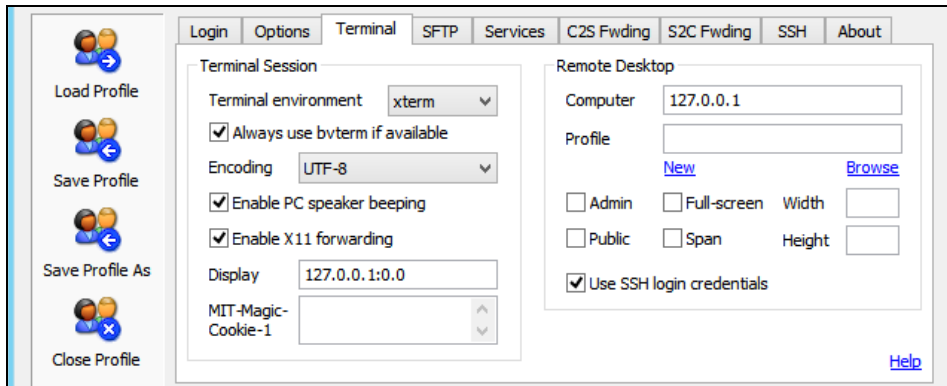 Load Profile
Save Profile
Save Profile As
Close Profile
Login Options Terminal SFTP Services C2S Fwding S2C Fwding SSH About
Terminal Session
Terminal environment xterm
Always use bvterm if available
Encoding UTF-8
Enable PC speaker beeping
Enable X11 forwarding
Display 127.0.0.1:0.0
MIT-Magic-
Cookie-1
Remote Desktop
Computer 127.0.0.1
Profile
New Browse
Admin Full-screen Width
Public Span Height
Use SSH login credentials
Help